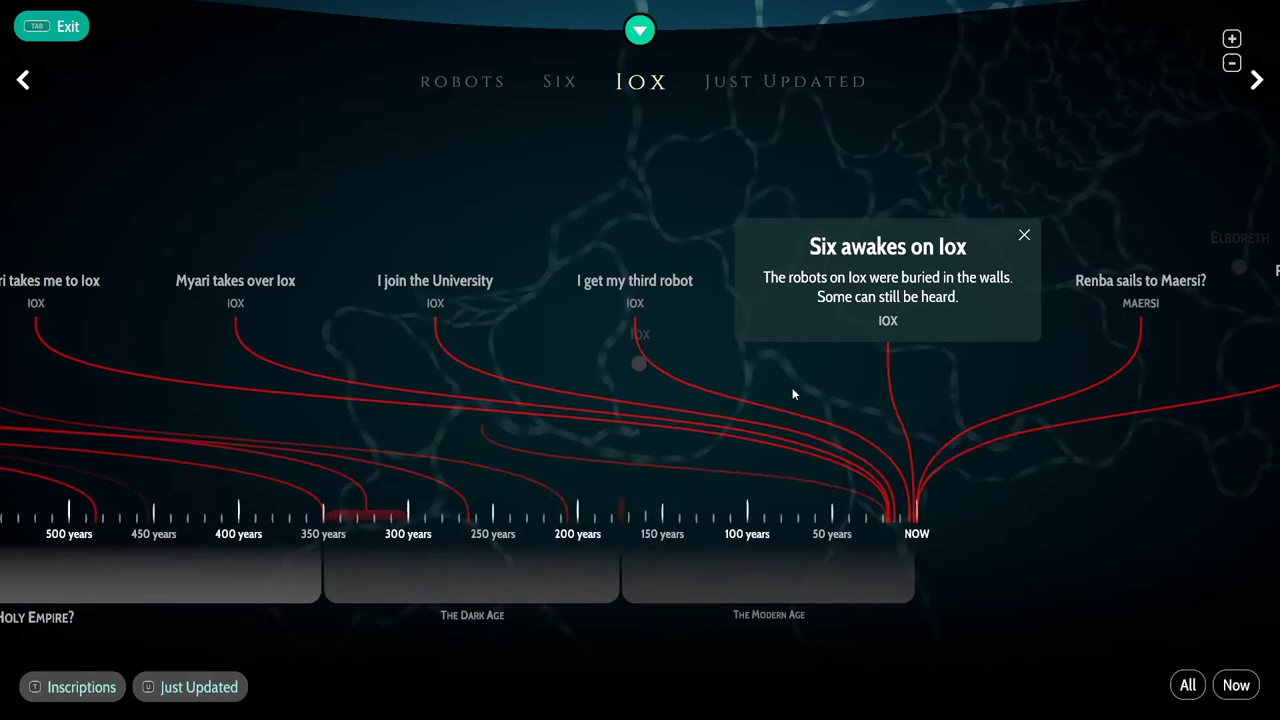 TAB Exit
ROBOTS SIX IOX JUST UPDATED
+
-
ELBORETH
Six awakes on Iox
The robots on Iox were buried in the walls.
Some can still be heard.
IOX
ri takes me to Iox
IOX
Myari takes over Iox
IOX
I join the University
IOX
I get my third robot
IOX
IOX
Renba sails to Maersi?
MAERSI
500 years 450 years 400 years 350 years 300 years 250 years 200 years 150 years 100 years 50 years NOW
HOLY EMPIRE?
THE DARK AGE
THE MODERN AGE
T Inscriptions
U Just Updated
All
Now